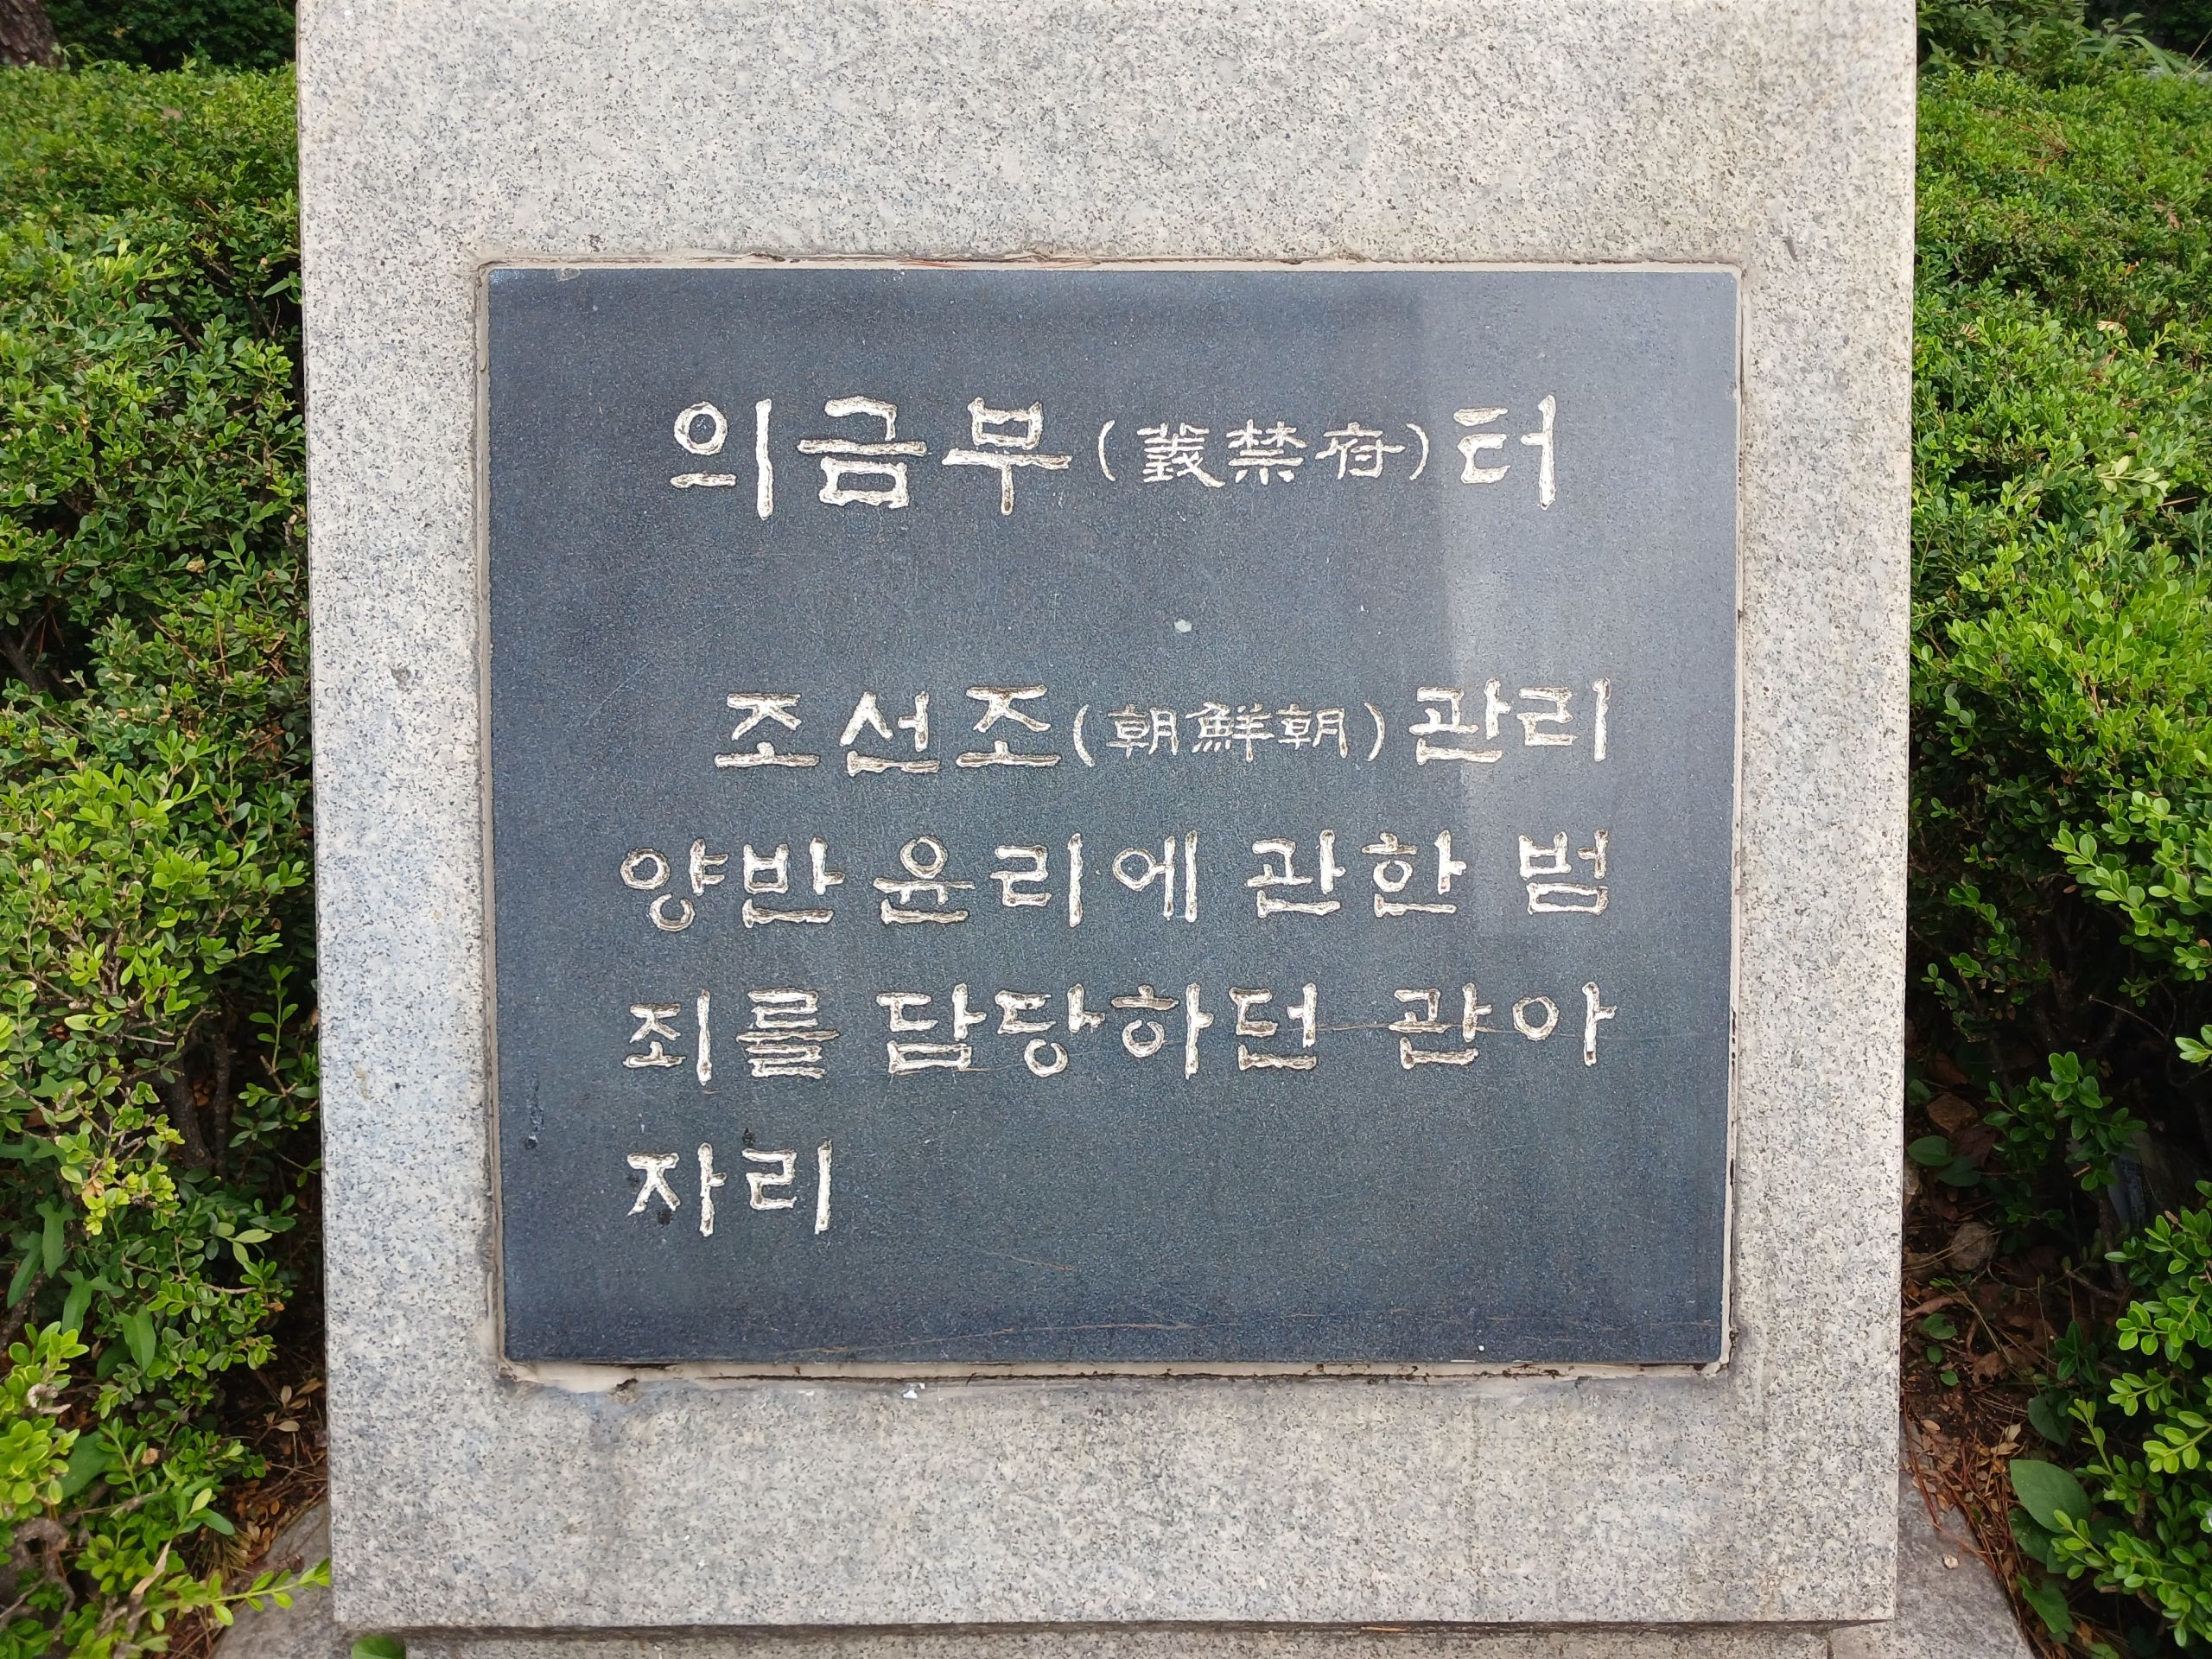 의금부(義禁府)터
조선조(朝鮮朝)관리
양반 윤리에 관한 범
죄를 담당하던 관아
자리